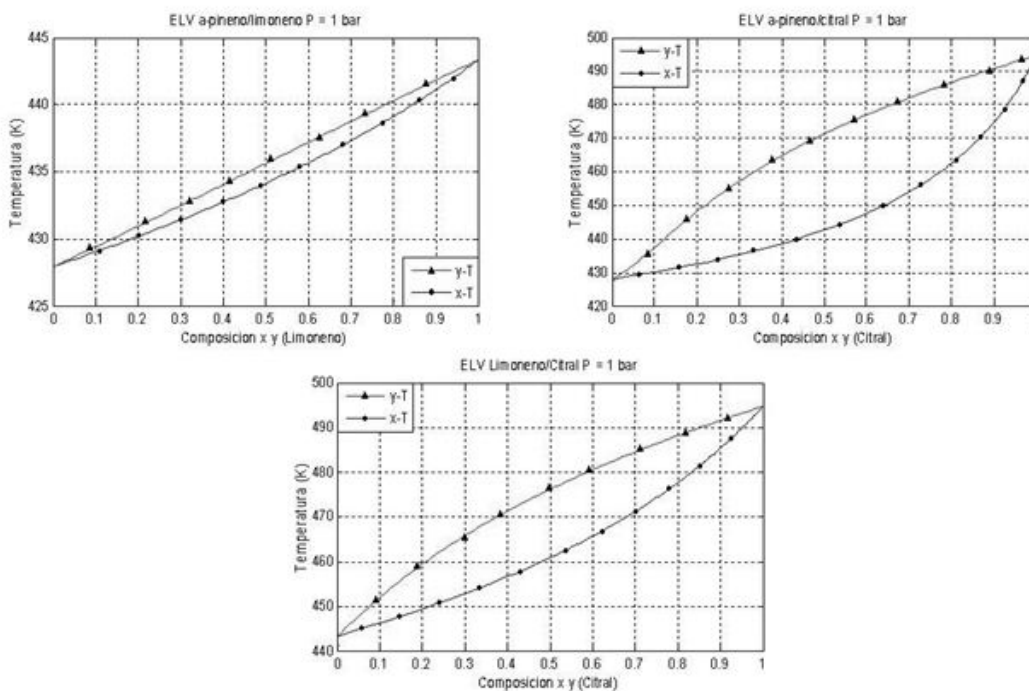 ELV a-pineno/limoneno P = 1 bar
445
440
435
430
425
Temperatura (K)
0 0.1 0.2 0.3 0.4 0.5 0.6 0.7 0.8 0.9 1
Composicion x y (Limoneno)
y-T
x-T
ELV a-pineno/citral P = 1 bar
500
490
480
470
460
450
440
430
420
Temperatura (K)
0 0.1 0.2 0.3 0.4 0.5 0.6 0.7 0.8 0.9
Composicion x y (Citral)
y-T
x-T
ELV Limoneno/Citral P = 1 bar
500
490
480
470
460
450
440
Temperatura (K)
0 0.1 0.2 0.3 0.4 0.5 0.6 0.7 0.8 0.9 1
Composicion x y (Citral)
y-T
x-T